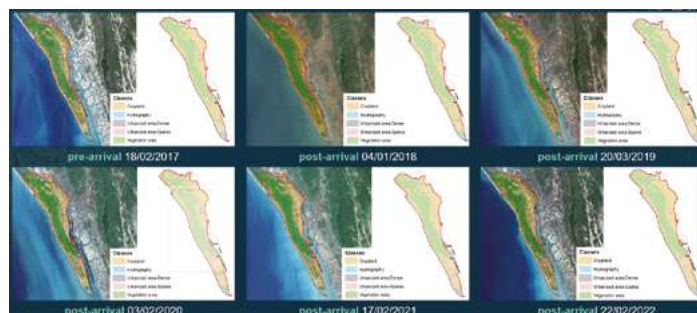 Classes
Cropland
Hydrography
Urbanized area-Dense
Urbanized area-Sparse
Vegetation area
Classes
Cropland
Hydrography
Urbanized area-Dense
Urbanized area-Sparse
Vegetation area
Classes
Cropland
Hydrography
Urbanized area-Dense
Urbanized area-Sparse
Vegetation area
pre-arrival 18/02/2017
post-arrival 04/01/2018
post-arrival 20/03/2019
Classes
Cropland
Hydrography
Urbanized area-Dense
Urbanized area-Sparse
Vegetation area
Classes
Cropland
Hydrography
Urbanized area-Dense
Urbanized area-Sparse
Vegetation area
Classes
Cropland
Hydrography
Urbanized area-Dense
Urbanized area-Sparse
Vegetation area
post-arrival 03/02/2020
post-arrival 17/02/2021
post-arrival 22/02/2022